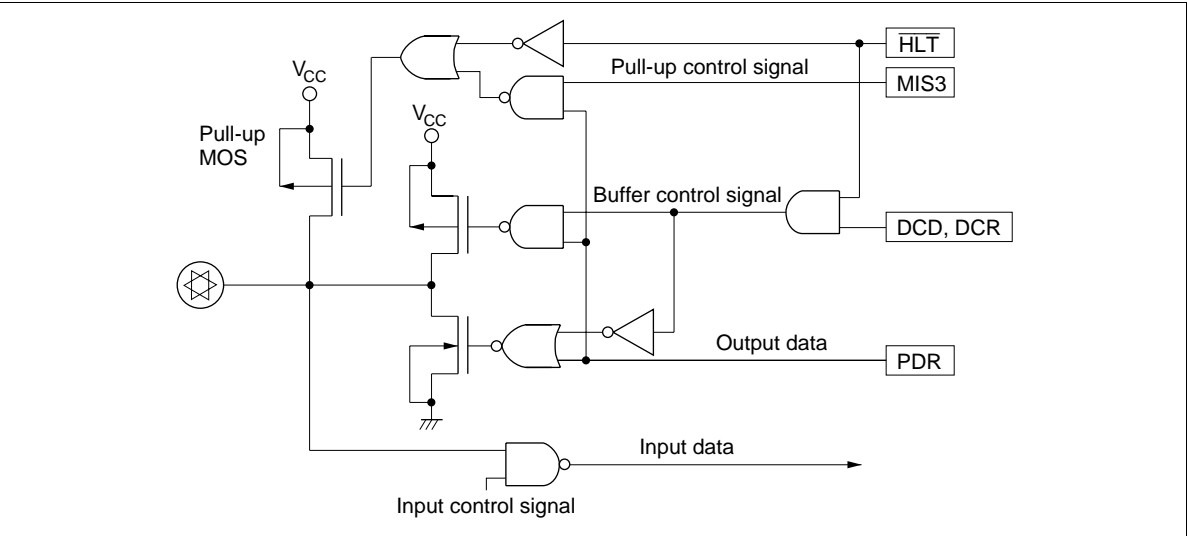 HLT
Pull-up control signal
MIS3
VCC
VCC
Pull-up
MOS
Buffer control signal
DCD, DCR
Output data
PDR
Input data
Input control signal